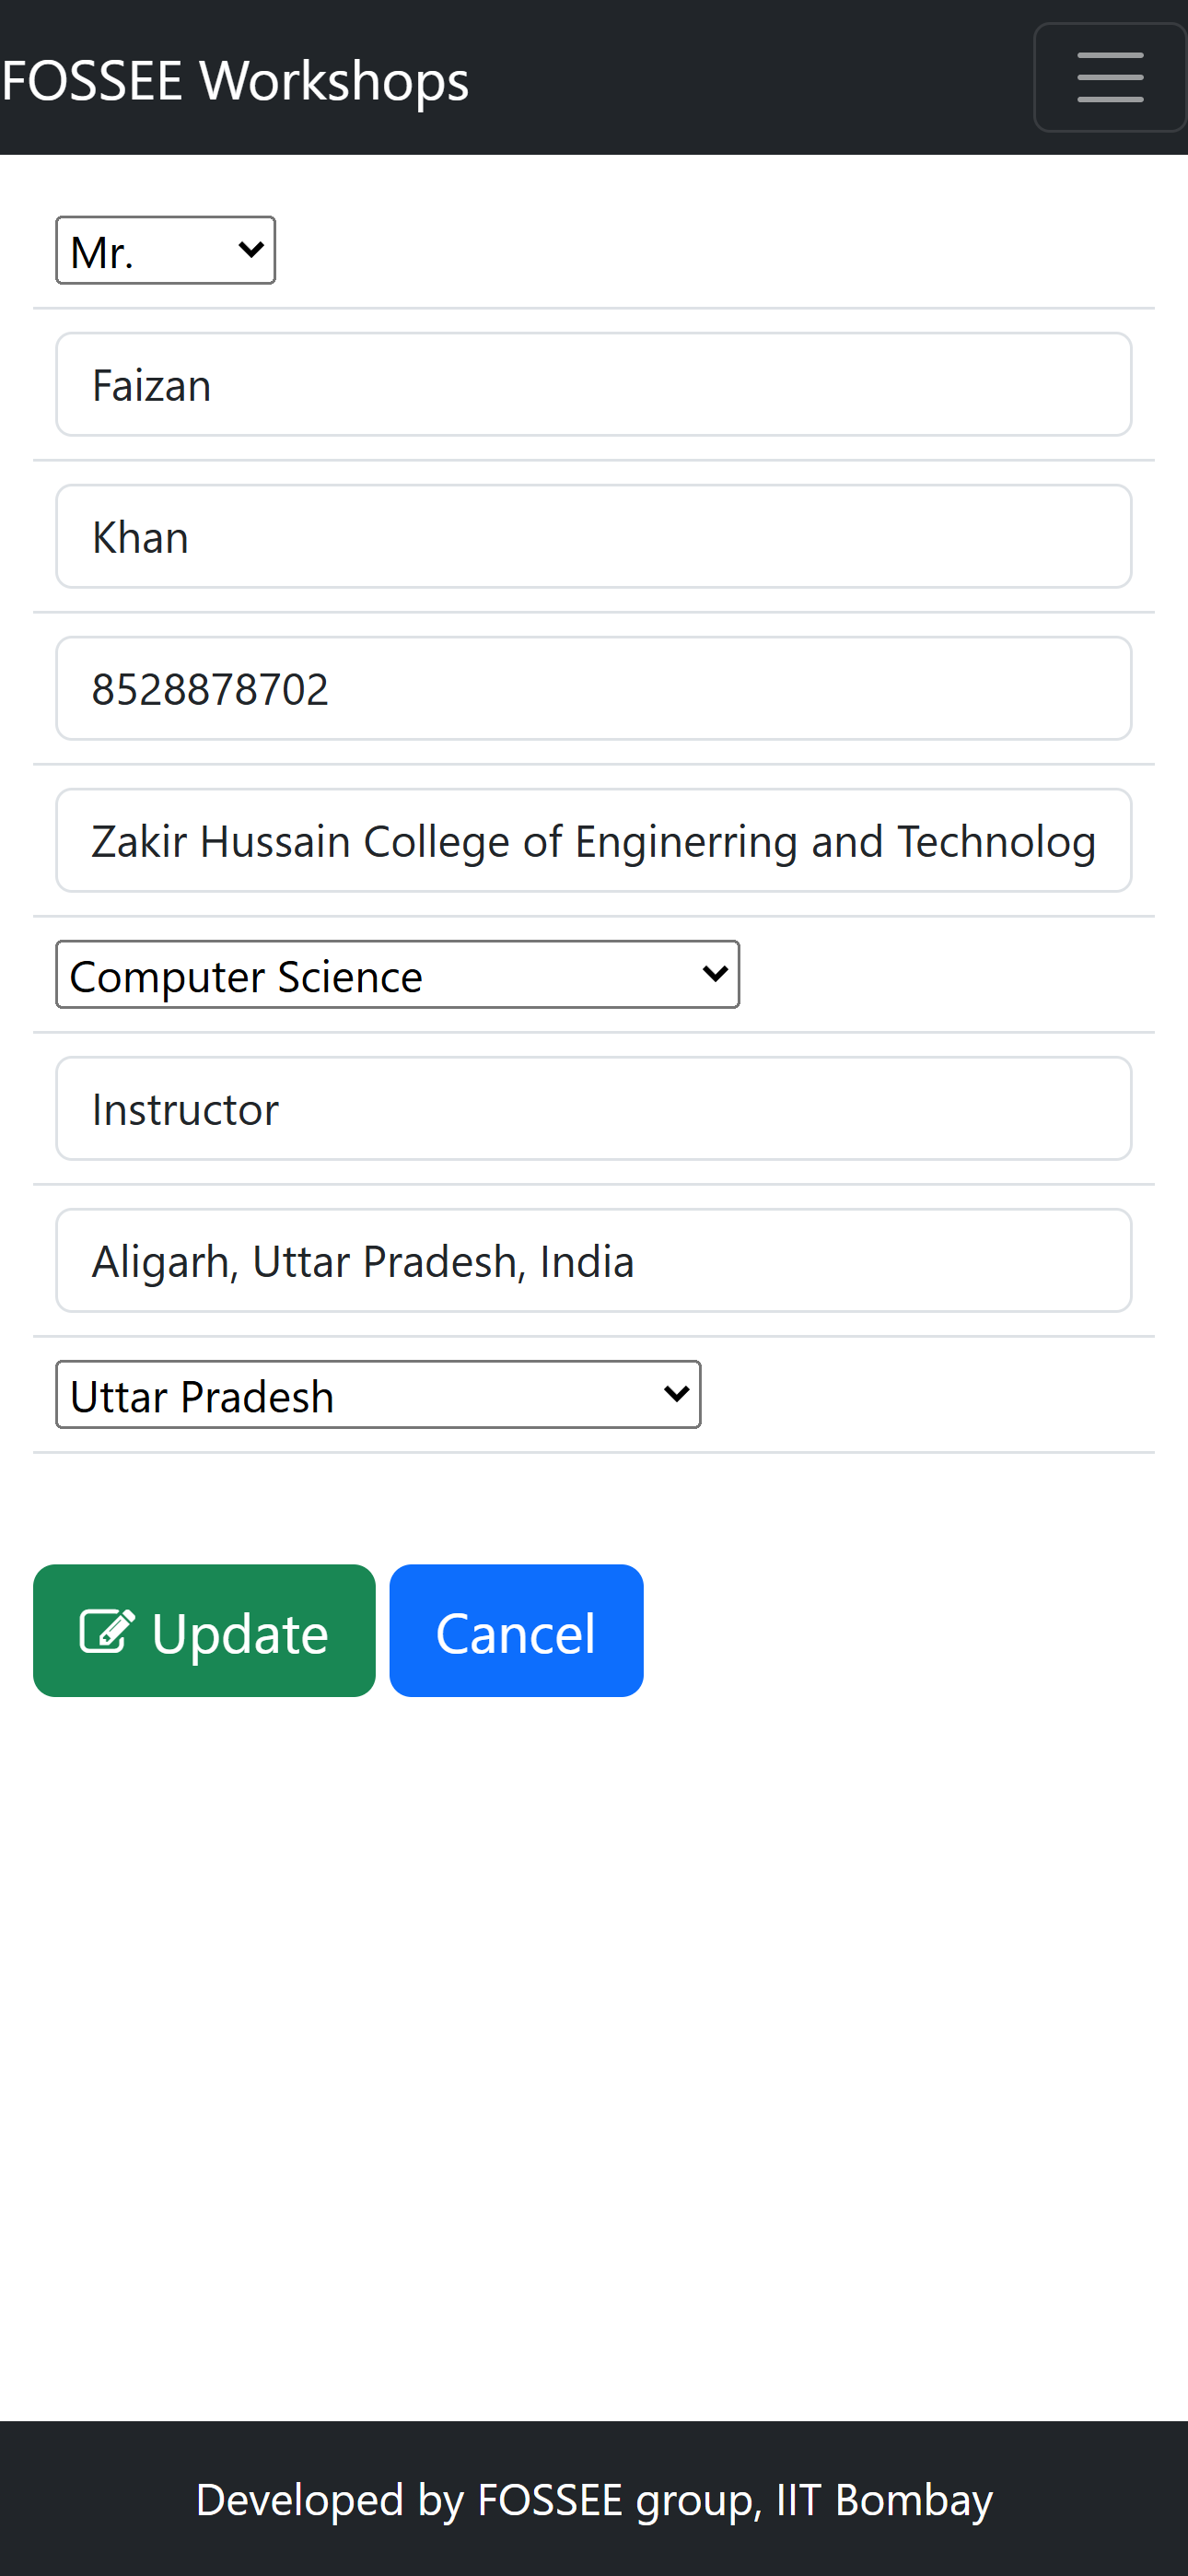 FOSSEE Workshops
Mr.
Faizan
Khan
8528878702
Zakir Hussain College of Enginerring and Technolog
Computer Science
Instructor
Aligarh, Uttar Pradesh, India
Uttar Pradesh
Update Cancel
Developed by FOSSEE group, IIT Bombay